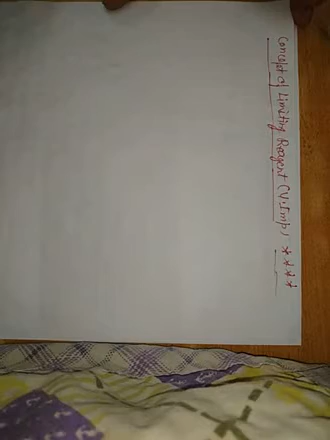 Concept of Limiting Reagent (V.Imp) ****